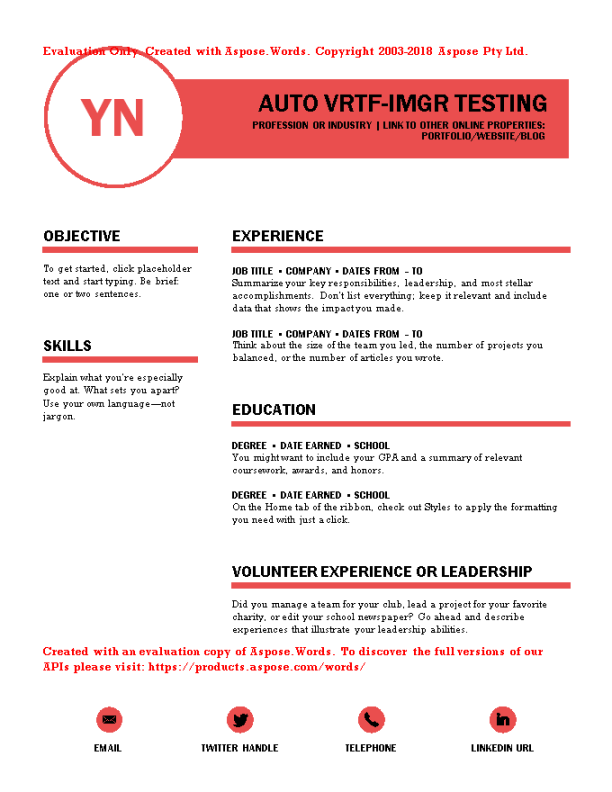 Evaluation Only. Created with Aspose.Words. Copyright 2003-2018 Aspose Pty Ltd.
YN
AUTO VRTF-IMGR TESTING
PROFESSION OR INDUSTRY | LINK TO OTHER ONLINE PROPERTIES:
PORTFOLIO/WEBSITE/BLOG
OBJECTIVE
To get started, click placeholder
text and start typing. Be brief:
one or two sentences.
SKILLS
Explain what you're especially
good at. What sets you apart?
Use your own language—not
jargon.
EXPERIENCE
JOB TITLE • COMPANY • DATES FROM – TO
Summarize your key responsibilities, leadership, and most stellar
accomplishments. Don't list everything; keep it relevant and include
data that shows the impact you made.
JOB TITLE • COMPANY • DATES FROM – TO
Think about the size of the team you led, the number of projects you
balanced, or the number of articles you wrote.
EDUCATION
DEGREE • DATE EARNED • SCHOOL
You might want to include your GPA and a summary of relevant
coursework, awards, and honors.
DEGREE • DATE EARNED • SCHOOL
On the Home tab of the ribbon, check out Styles to apply the formatting
you need with just a click.
VOLUNTEER EXPERIENCE OR LEADERSHIP
Did you manage a team for your club, lead a project for your favorite
charity, or edit your school newspaper? Go ahead and describe
experiences that illustrate your leadership abilities.
Created with an evaluation copy of Aspose.Words. To discover the full versions of our
APIs please visit: https://products.aspose.com/words/
EMAIL
TWITTER HANDLE
TELEPHONE
LINKEDIN URL